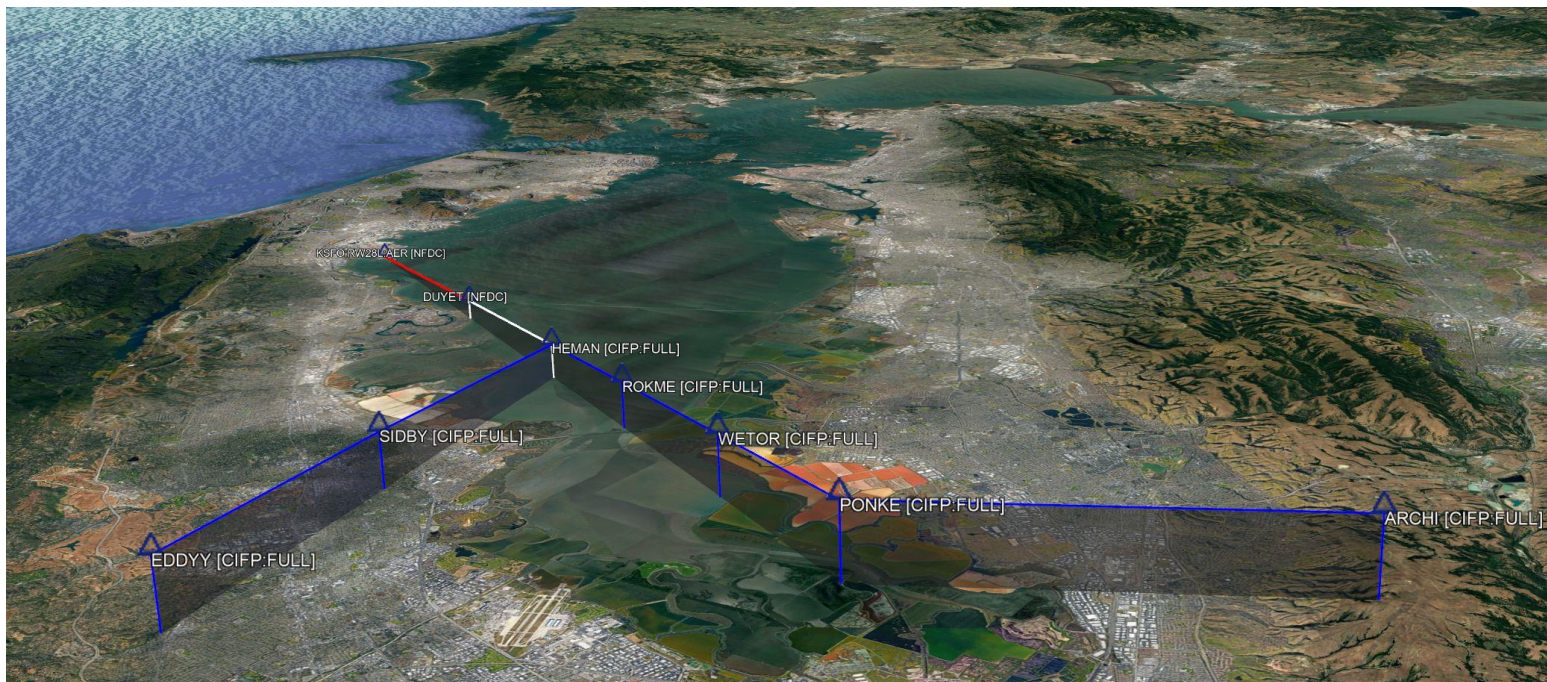 KSFO:RW28L:AER [NFDC]
DUYET [NFDC]
HEMAN [CIFP:FULL]
ROKME [CIFP:FULL]
SIDBY [CIFP:FULL]
WETOR [CIFP:FULL]
PONKE [CIFP:FULL]
ARCHI [CIFP:FULL]
EDDYY [CIFP:FULL]